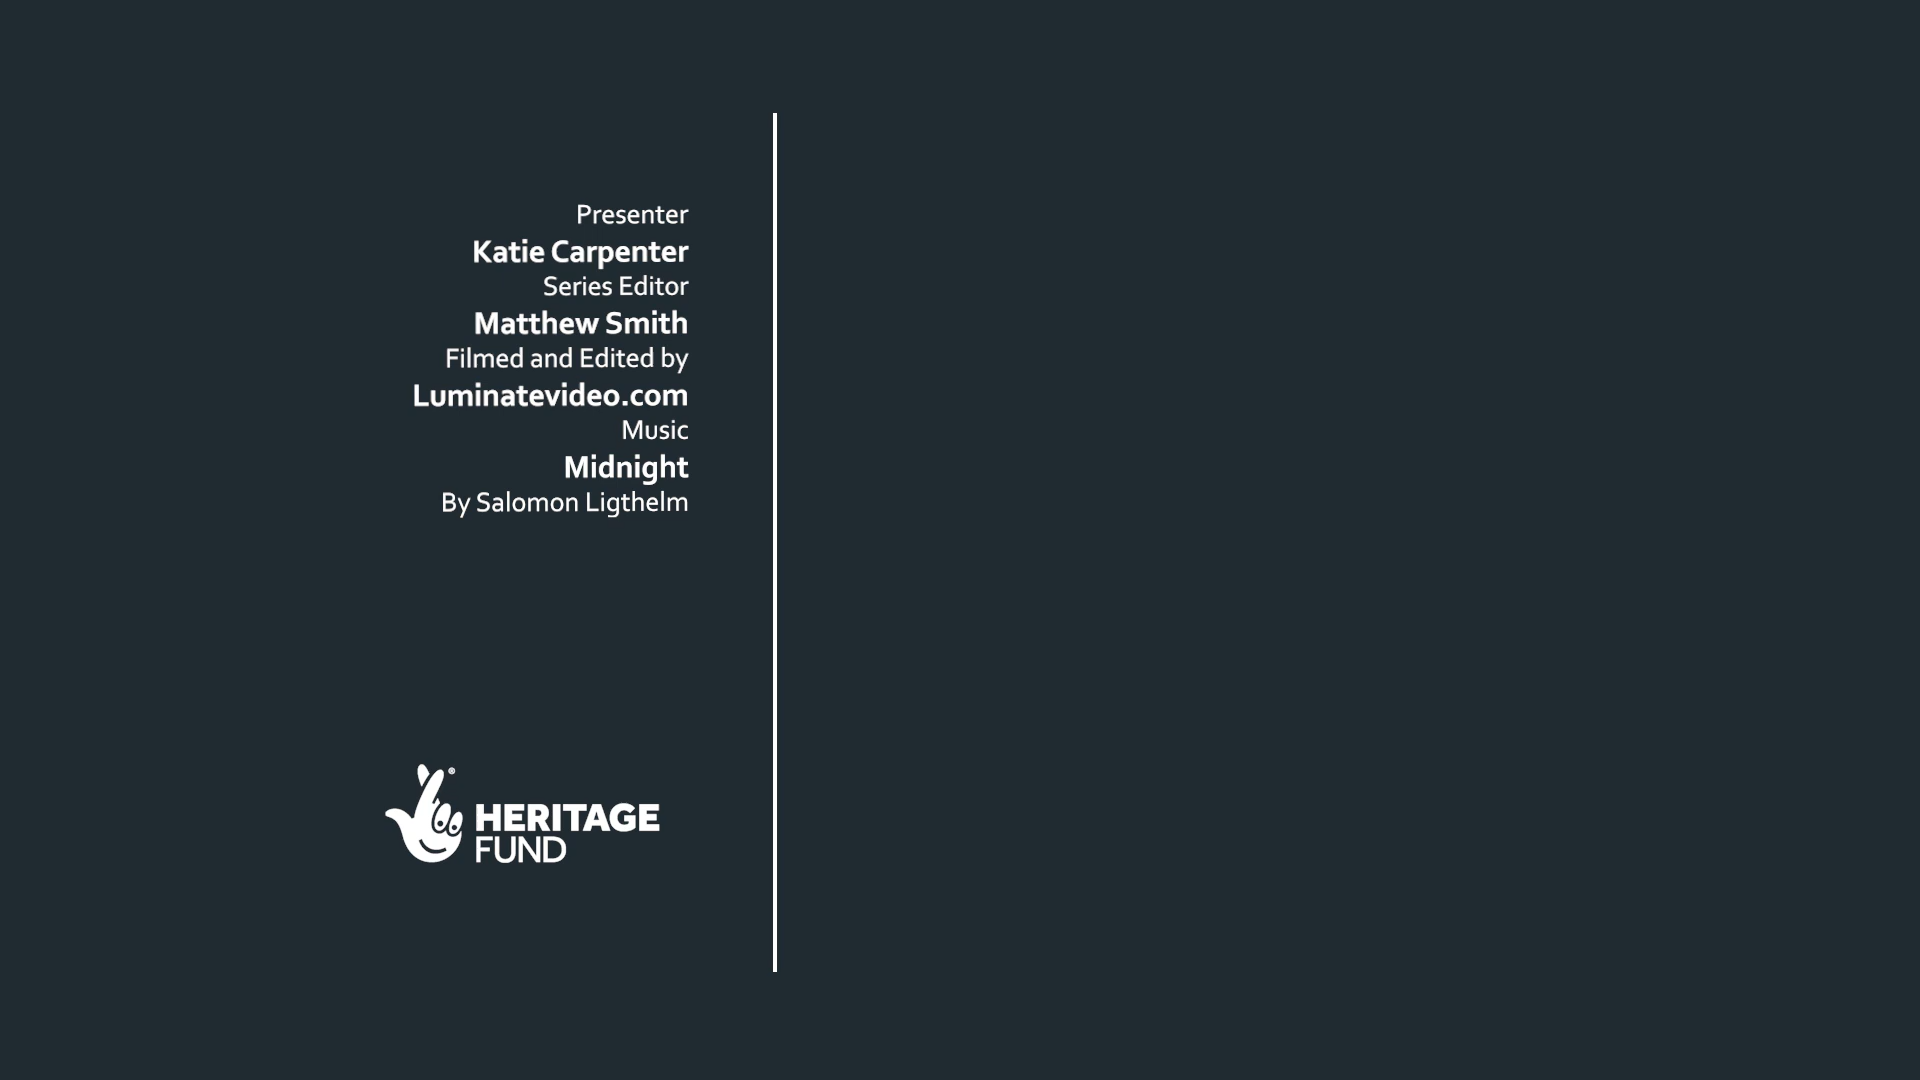 Presenter
Katie Carpenter
Series Editor
Matthew Smith
Filmed and Edited by
Luminatevideo.com
Music
Midnight
By Salomon Ligthelm
HERITAGE
FUND